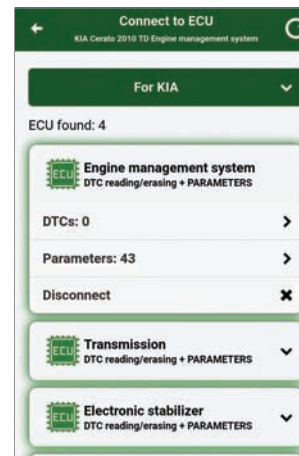 Connect to ECU
KIA Cerato 2010 TD Engine management system
For KIA
ECU found: 4
ECU
Engine management system
DTC reading/erasing + PARAMETERS
DTCs: 0
Parameters: 43
Disconnect
ECU
Transmission
DTC reading/erasing + PARAMETERS
ECU
Electronic stabilizer
DTC reading/erasing + PARAMETERS